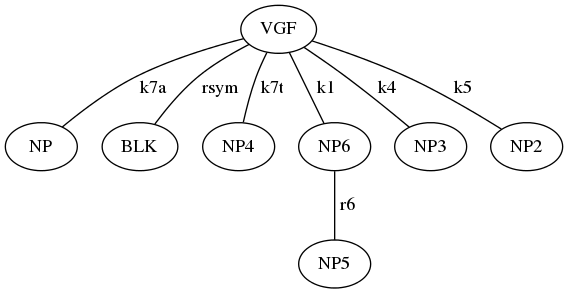 VGF
k7a rsym k7t k1 k4 k5
NP BLK NP4 NP6 NP3 NP2
r6
NP5